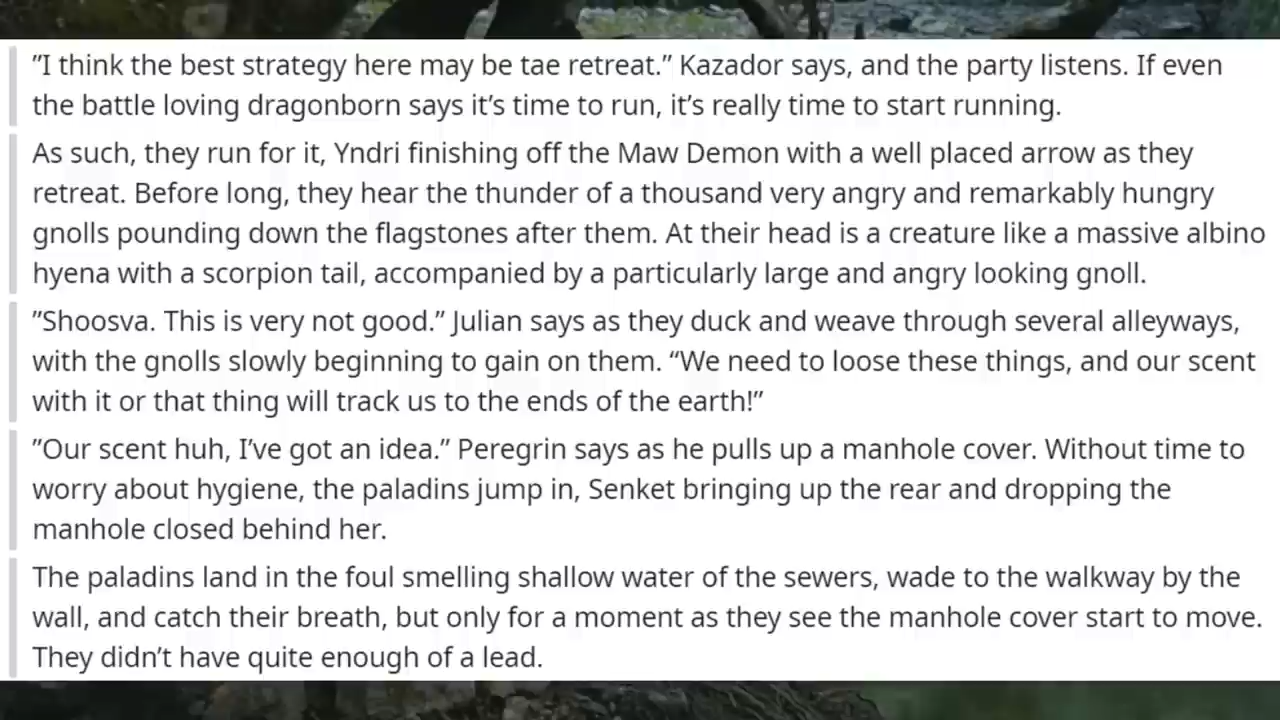 ”I think the best strategy here may be tae retreat.” Kazador says, and the party listens. If even
the battle loving dragonborn says it’s time to run, it’s really time to start running.
As such, they run for it, Yndri finishing off the Maw Demon with a well placed arrow as they
retreat. Before long, they hear the thunder of a thousand very angry and remarkably hungry
gnolls pounding down the flagstones after them. At their head is a creature like a massive albino
hyena with a scorpion tail, accompanied by a particularly large and angry looking gnoll.
”Shoosva. This is very not good.” Julian says as they duck and weave through several alleyways,
with the gnolls slowly beginning to gain on them. “We need to loose these things, and our scent
with it or that thing will track us to the ends of the earth!”
”Our scent huh, I’ve got an idea.” Peregrin says as he pulls up a manhole cover. Without time to
worry about hygiene, the paladins jump in, Senket bringing up the rear and dropping the
manhole closed behind her.
The paladins land in the foul smelling shallow water of the sewers, wade to the walkway by the
wall, and catch their breath, but only for a moment as they see the manhole cover start to move.
They didn’t have quite enough of a lead.